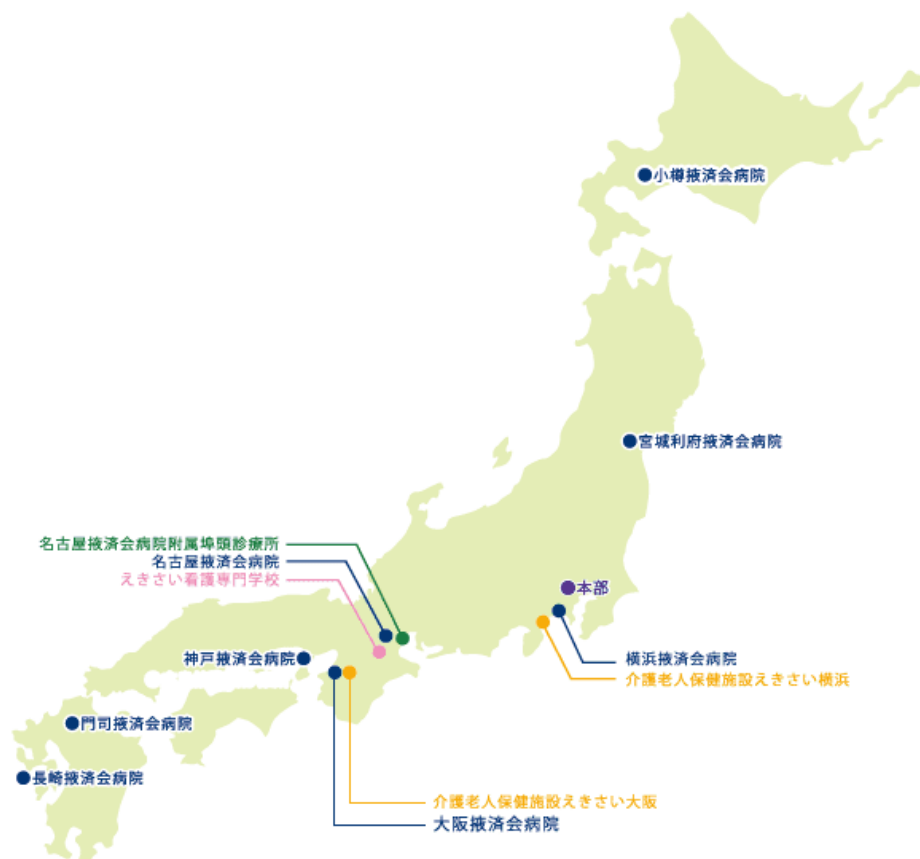 小樽掖済会病院
宮城利府掖済会病院
名古屋掖済会病院附属埠頭診療所
名古屋掖済会病院
えきさい看護専門学校
本部
神戸掖済会病院
横浜掖済会病院
介護老人保健施設えきさい横浜
門司掖済会病院
長崎掖済会病院
介護老人保健施設えきさい大阪
大阪掖済会病院